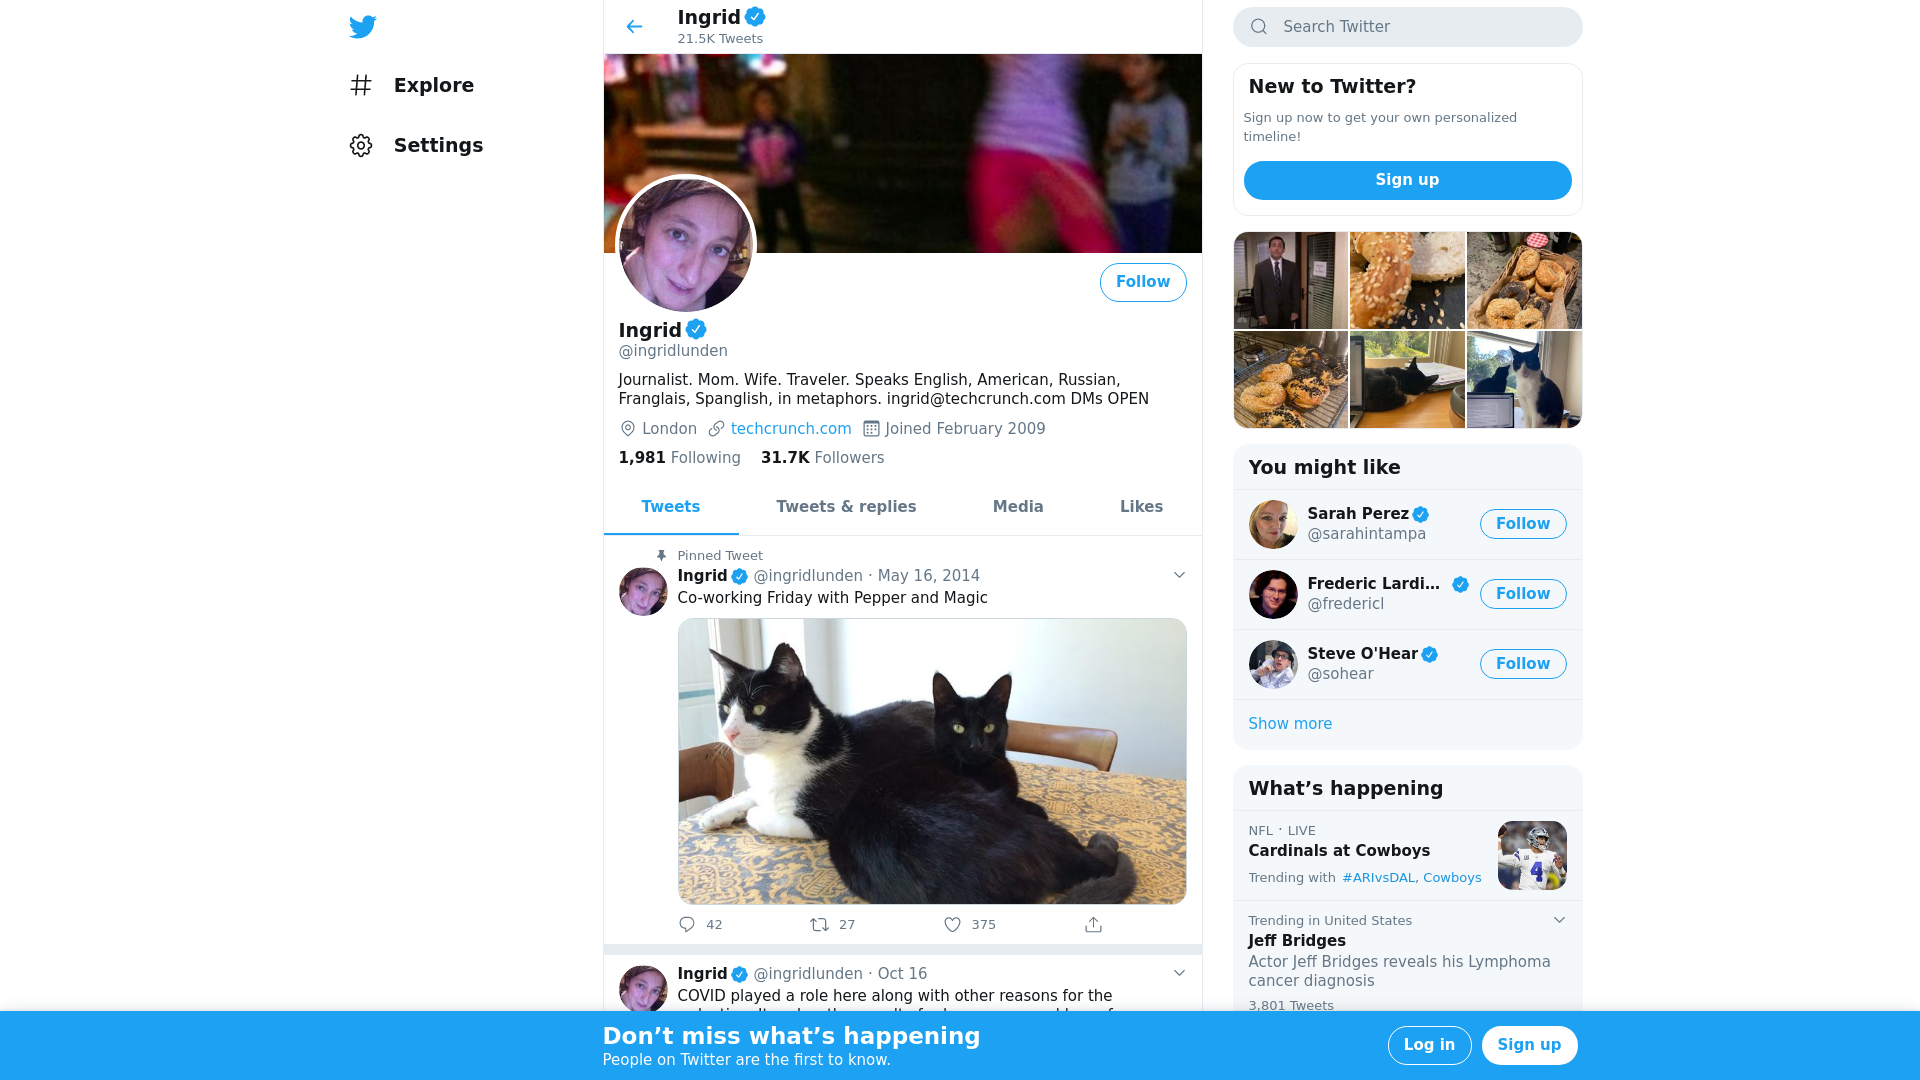 Explore
Settings
Ingrid
21.5K Tweets
Follow
Ingrid
@ingridlunden
Journalist. Mom. Wife. Traveler. Speaks English, American, Russian,
Franglais, Spanglish, in metaphors. ingrid@techcrunch.com DMs OPEN
London techcrunch.com Joined February 2009
1,981 Following 31.7K Followers
Tweets Tweets & replies Media Likes
Pinned Tweet
Ingrid @ingridlunden · May 16, 2014
Co-working Friday with Pepper and Magic
42 27 375
Ingrid @ingridlunden · Oct 16
COVID played a role here along with other reasons for the
Search Twitter
New to Twitter?
Sign up now to get your own personalized
timeline!
Sign up
You might like
Sarah Perez
@sarahintampa
Follow
Frederic Lardi...
@fredericl
Follow
Steve O'Hear
@sohear
Follow
Show more
What’s happening
NFL · LIVE
Cardinals at Cowboys
Trending with #ARIvsDAL, Cowboys
4
Trending in United States
Jeff Bridges
Actor Jeff Bridges reveals his Lymphoma
cancer diagnosis
3,801 Tweets
Don’t miss what’s happening
People on Twitter are the first to know.
Log in Sign up